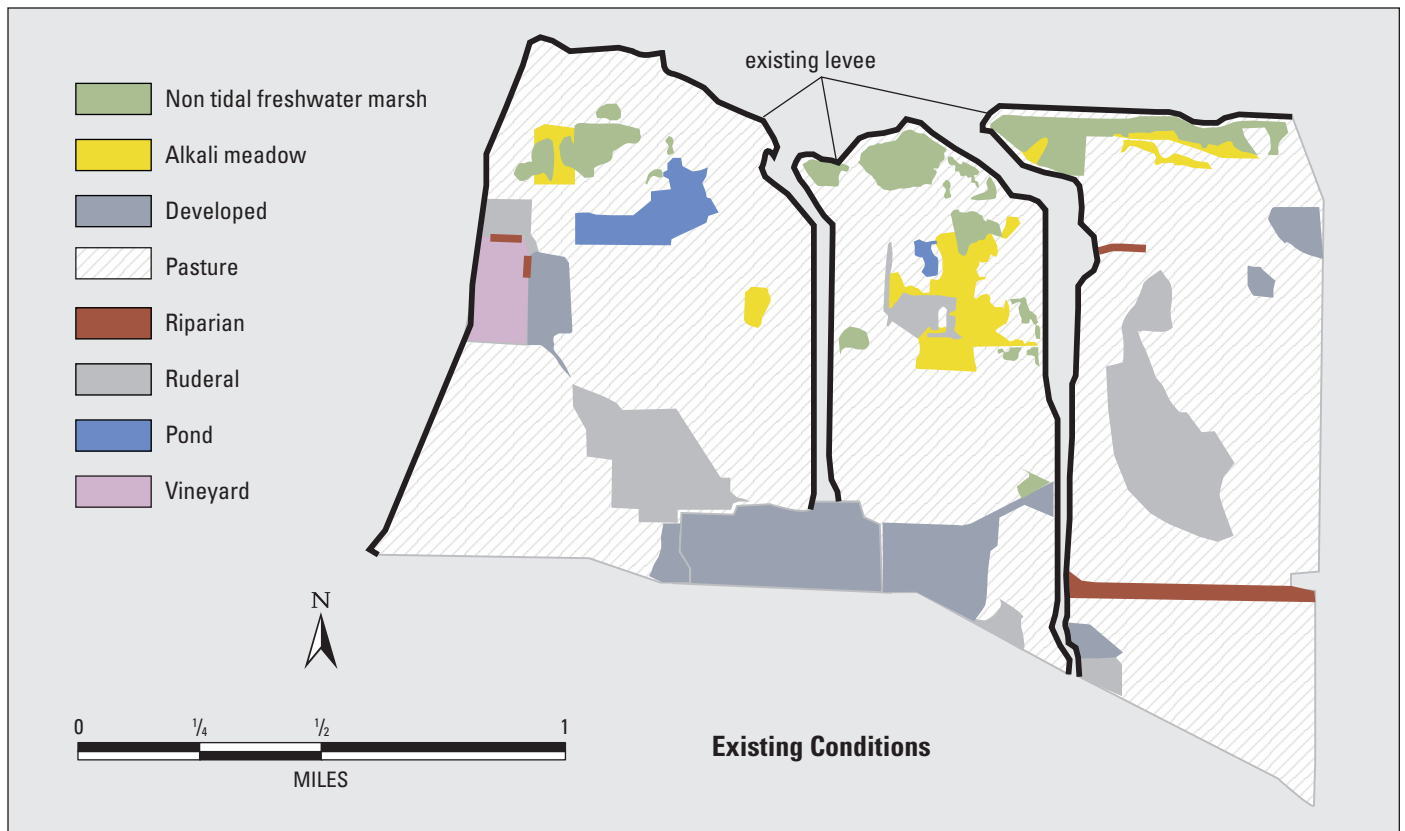 existing levee
Non tidal freshwater marsh
Alkali meadow
Developed
Pasture
Riparian
Ruderal
Pond
Vineyard
N
0 1/4 1/2 1
MILES
Existing Conditions